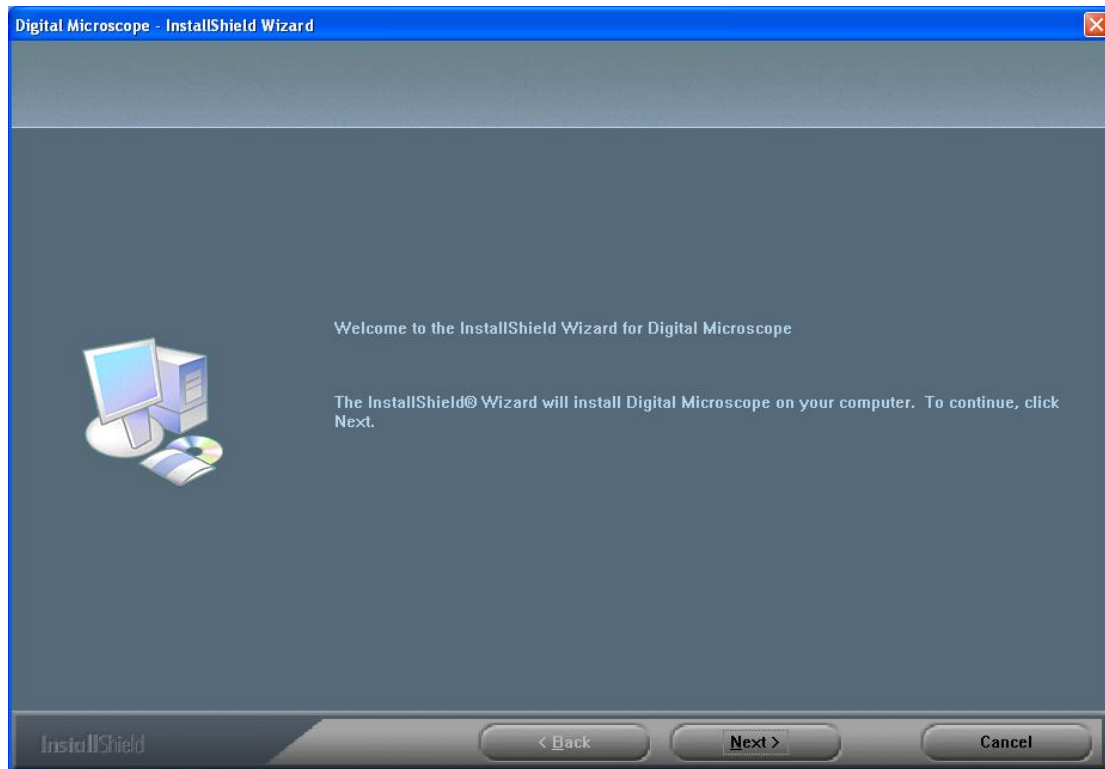 Digital Microscope - InstallShield Wizard
Welcome to the InstallShield Wizard for Digital Microscope
The InstallShield® Wizard will install Digital Microscope on your computer.  To continue, click
Next.
InstallShield
< Back
Next >
Cancel